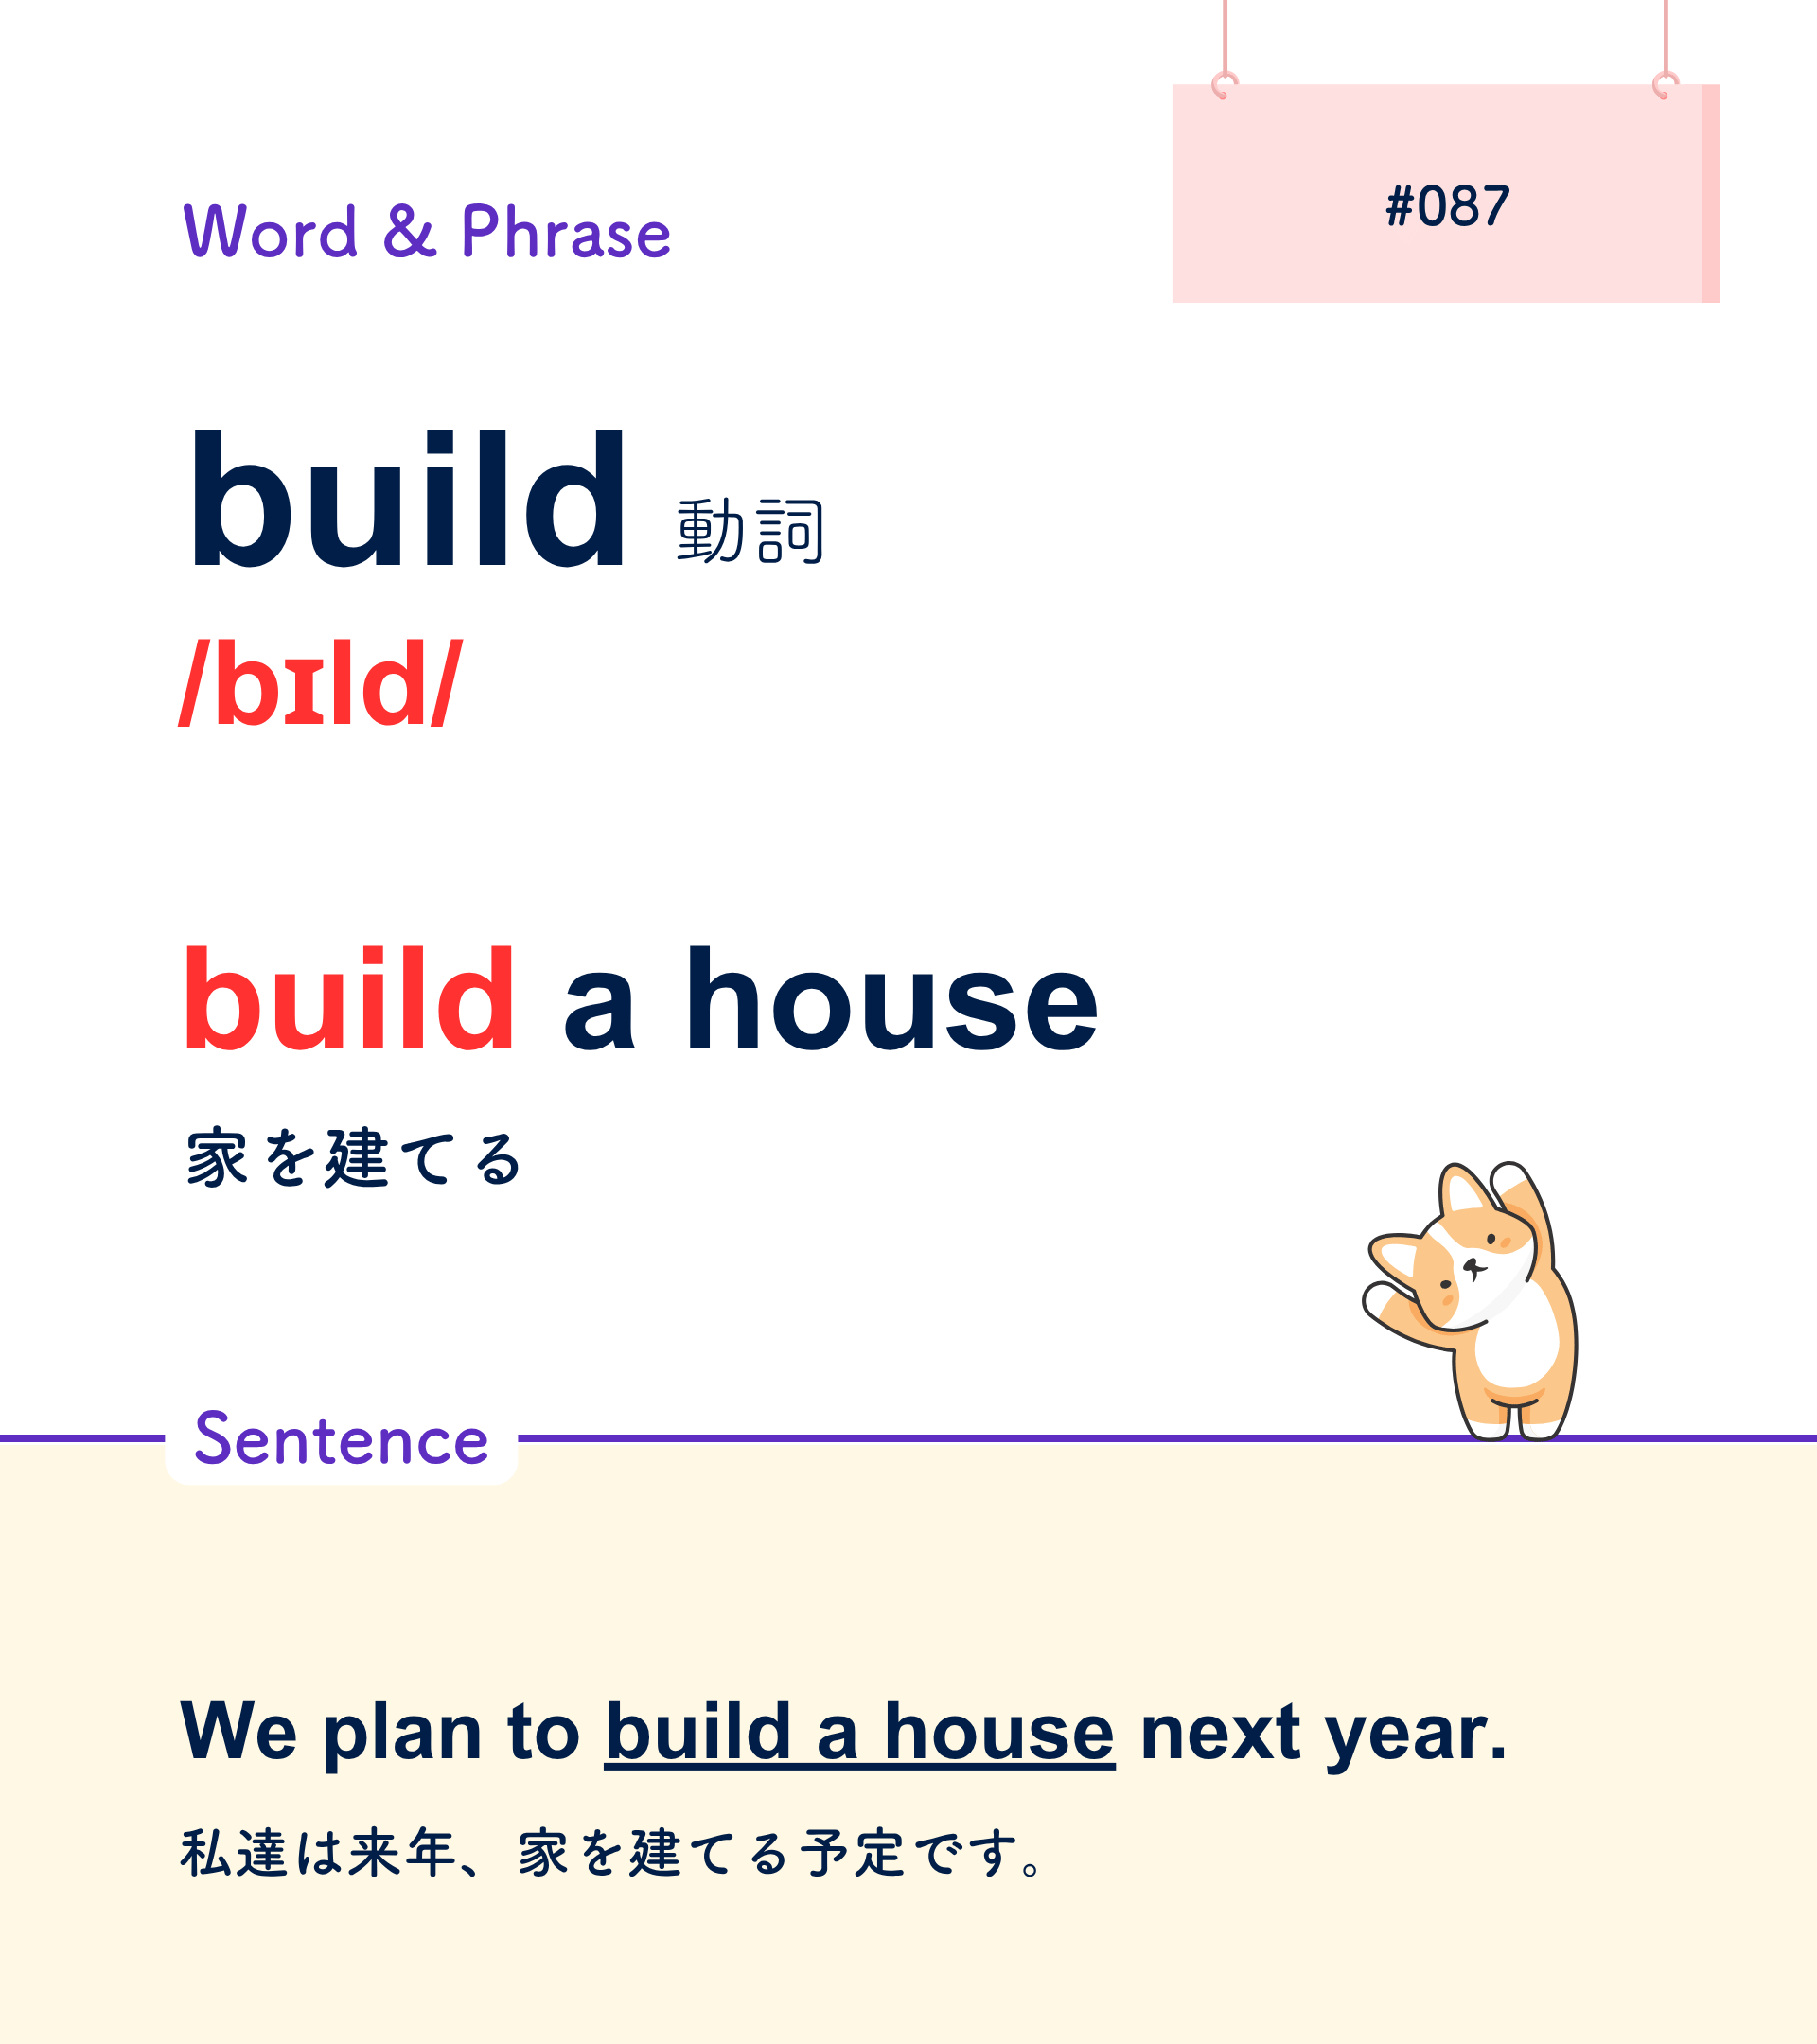 #087
Word & Phrase
build 動詞
/bɪld/
build a house
家を建てる
Sentence
We plan to build a house next year.
私達は来年、家を建てる予定です。